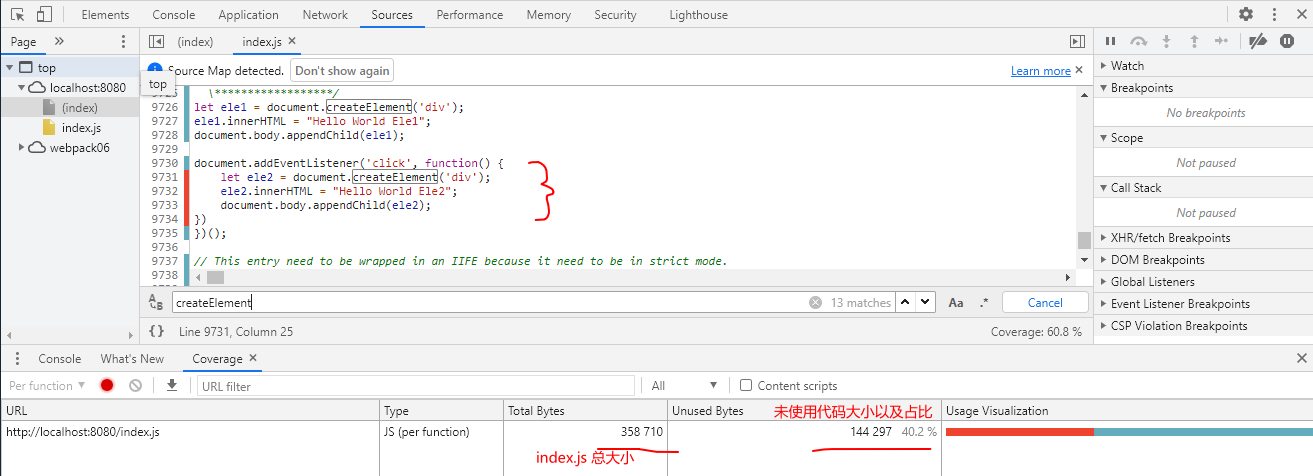 Elements Console Application Network Sources Performance Memory Security Lighthouse
Page (index) index.js
top
localhost:8080
(index)
index.js
webpack06
top
Source Map detected. Don't show again Learn more
\******************/
9726 let ele1 = document.createElement('div');
9727 ele1.innerHTML = "Hello World Ele1";
9728 document.body.appendChild(ele1);
9729
9730 document.addEventListener('click', function() {
9731 let ele2 = document.createElement('div');
9732 ele2.innerHTML = "Hello World Ele2";
9733 document.body.appendChild(ele2);
9734 })
9735 })();
9736
9737 // This entry need to be wrapped in an IIFE because it need to be in strict mode.
9738
createElement 13 matches Aa .* Cancel
{} Line 9731, Column 25 Coverage: 60.8 %
Watch
Breakpoints
No breakpoints
Scope
Not paused
Call Stack
Not paused
XHR/fetch Breakpoints
DOM Breakpoints
Global Listeners
Event Listener Breakpoints
CSP Violation Breakpoints
Console What's New Coverage
Per function URL filter All Content scripts
URL Type Total Bytes Unused Bytes 未使用代码大小以及占比 Usage Visualization
http://localhost:8080/index.js JS (per function) 358 710 144 297 40.2 %
index.js 总大小